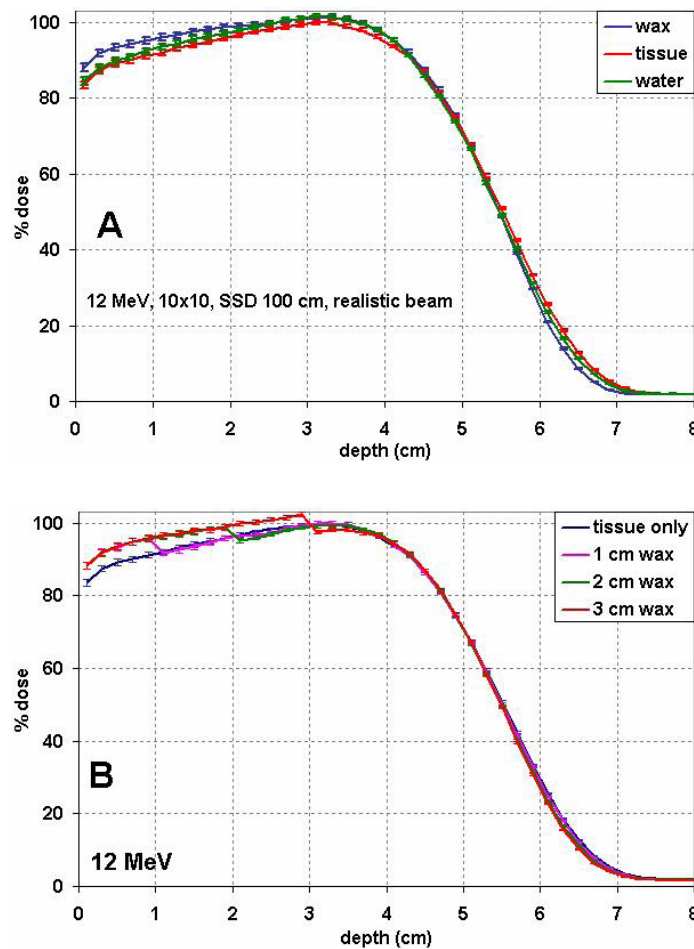 100
80
60
40
20
0
% dose
wax
tissue
water
A
12 MeV, 10x10, SSD 100 cm, realistic beam
0 1 2 3 4 5 6 7 8
depth (cm)
120
100
80
60
40
20
0
% dose
tissue only
1 cm wax
2 cm wax
3 cm wax
B
12 MeV
0 1 2 3 4 5 6 7 8
depth (cm)